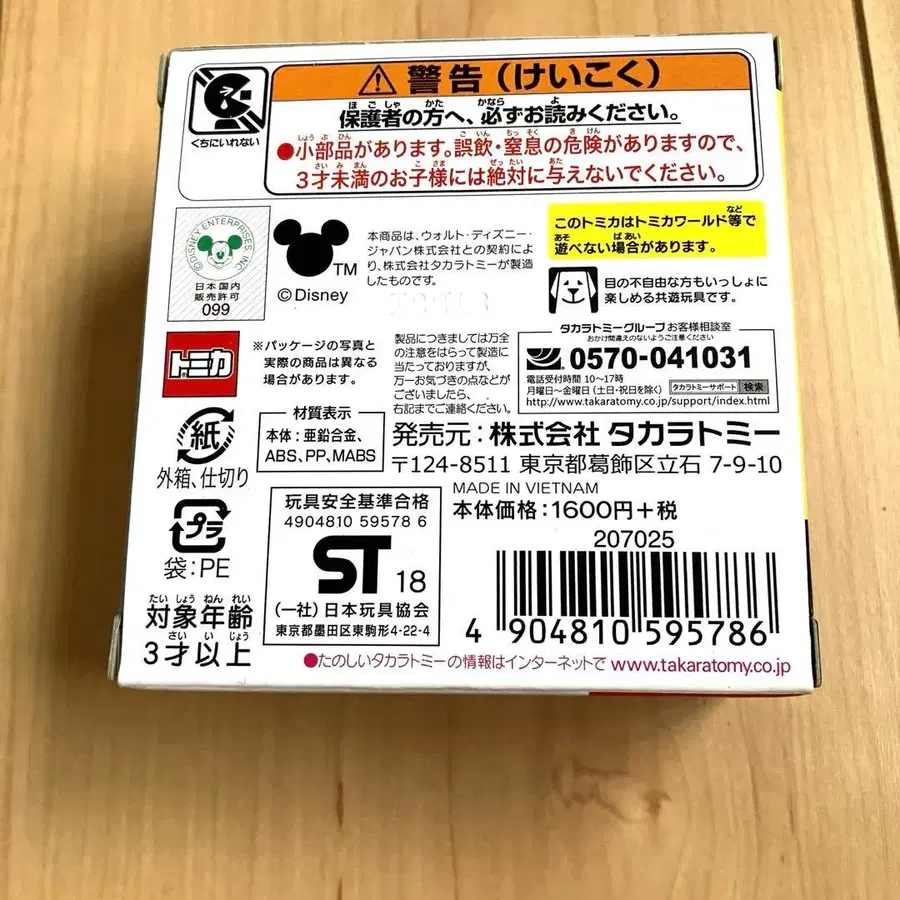 くちにいれない
警告(けいこく)
保護者の方へ、必ずお読みください。
●小部品があります。誤飲・窒息の危険がありますので、
3才未満のお子様には絶対に与えないでください。
©DISNEY ENTERPRISES INC
日本国内
販売許可
099
TM
©Disney
本商品は、ウォルト・ディズニー・
ジャパン株式会社との契約によ
り、株式会社タカラトミーが製造
したものです。
このトミカはトミカワールド等で
遊べない場合があります。
目の不自由な方もいっしょに
楽しめる共遊玩具です。
トミカ
※パッケージの写真と
実際の商品は異なる
場合があります。
製品につきましては万全
の注意をはらって製造に
当たっておりますが、
万一お気づきの点などが
ございましたら、
右記までご連絡ください。
タカラトミーグループ お客様相談室
おかけ間違えのないようご注意ください
0570-041031
電話受付時間 10〜17時
月曜日〜金曜日(土日・祝日を除く) タカラトミーサポート 検索
http://www.takaratomy.co.jp/support/index.html
紙
外箱、仕切り
材質表示
本体:亜鉛合金、
ABS, PP, MABS
発売元:株式会社 タカラトミー
〒124-8511 東京都葛飾区立石 7-9-10
MADE IN VIETNAM
本体価格:1600円+税
207025
プラ
袋:PE
玩具安全基準合格
4904810 59578 6
ST 18
(一社)日本玩具協会
東京都墨田区東駒形4-22-4
対象年齢
3才以上
4 904810 595786
●たのしいタカラトミーの情報はインターネットで www.takaratomy.co.jp